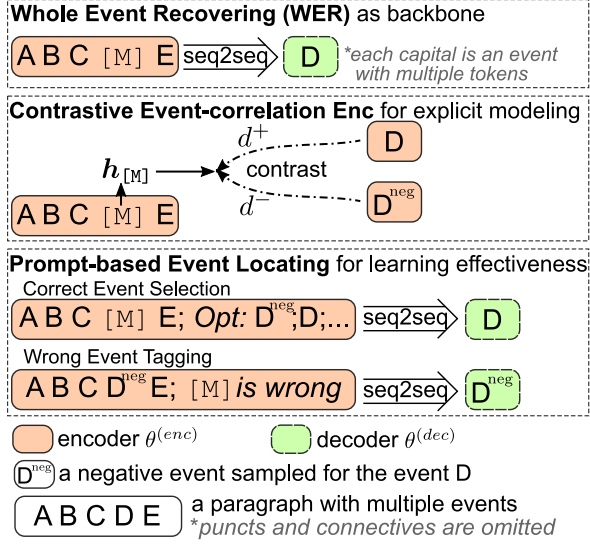 Whole Event Recovering (WER) as backbone
A B C [M] E seq2seq D *each capital is an event
with multiple tokens
Contrastive Event-correlation Enc for explicit modeling
d⁺ D
h[M] contrast
d⁻ Dⁿᵉᵍ
A B C [M] E
Prompt-based Event Locating for learning effectiveness
Correct Event Selection
A B C [M] E; Opt: Dⁿᵉᵍ;D;... seq2seq D
Wrong Event Tagging
A B C Dⁿᵉᵍ E; [M] is wrong seq2seq Dⁿᵉᵍ
encoder θ⁽ᵉⁿᶜ⁾ decoder θ⁽ᵈᵉᶜ⁾
Dⁿᵉᵍ a negative event sampled for the event D
A B C D E a paragraph with multiple events
*puncts and connectives are omitted